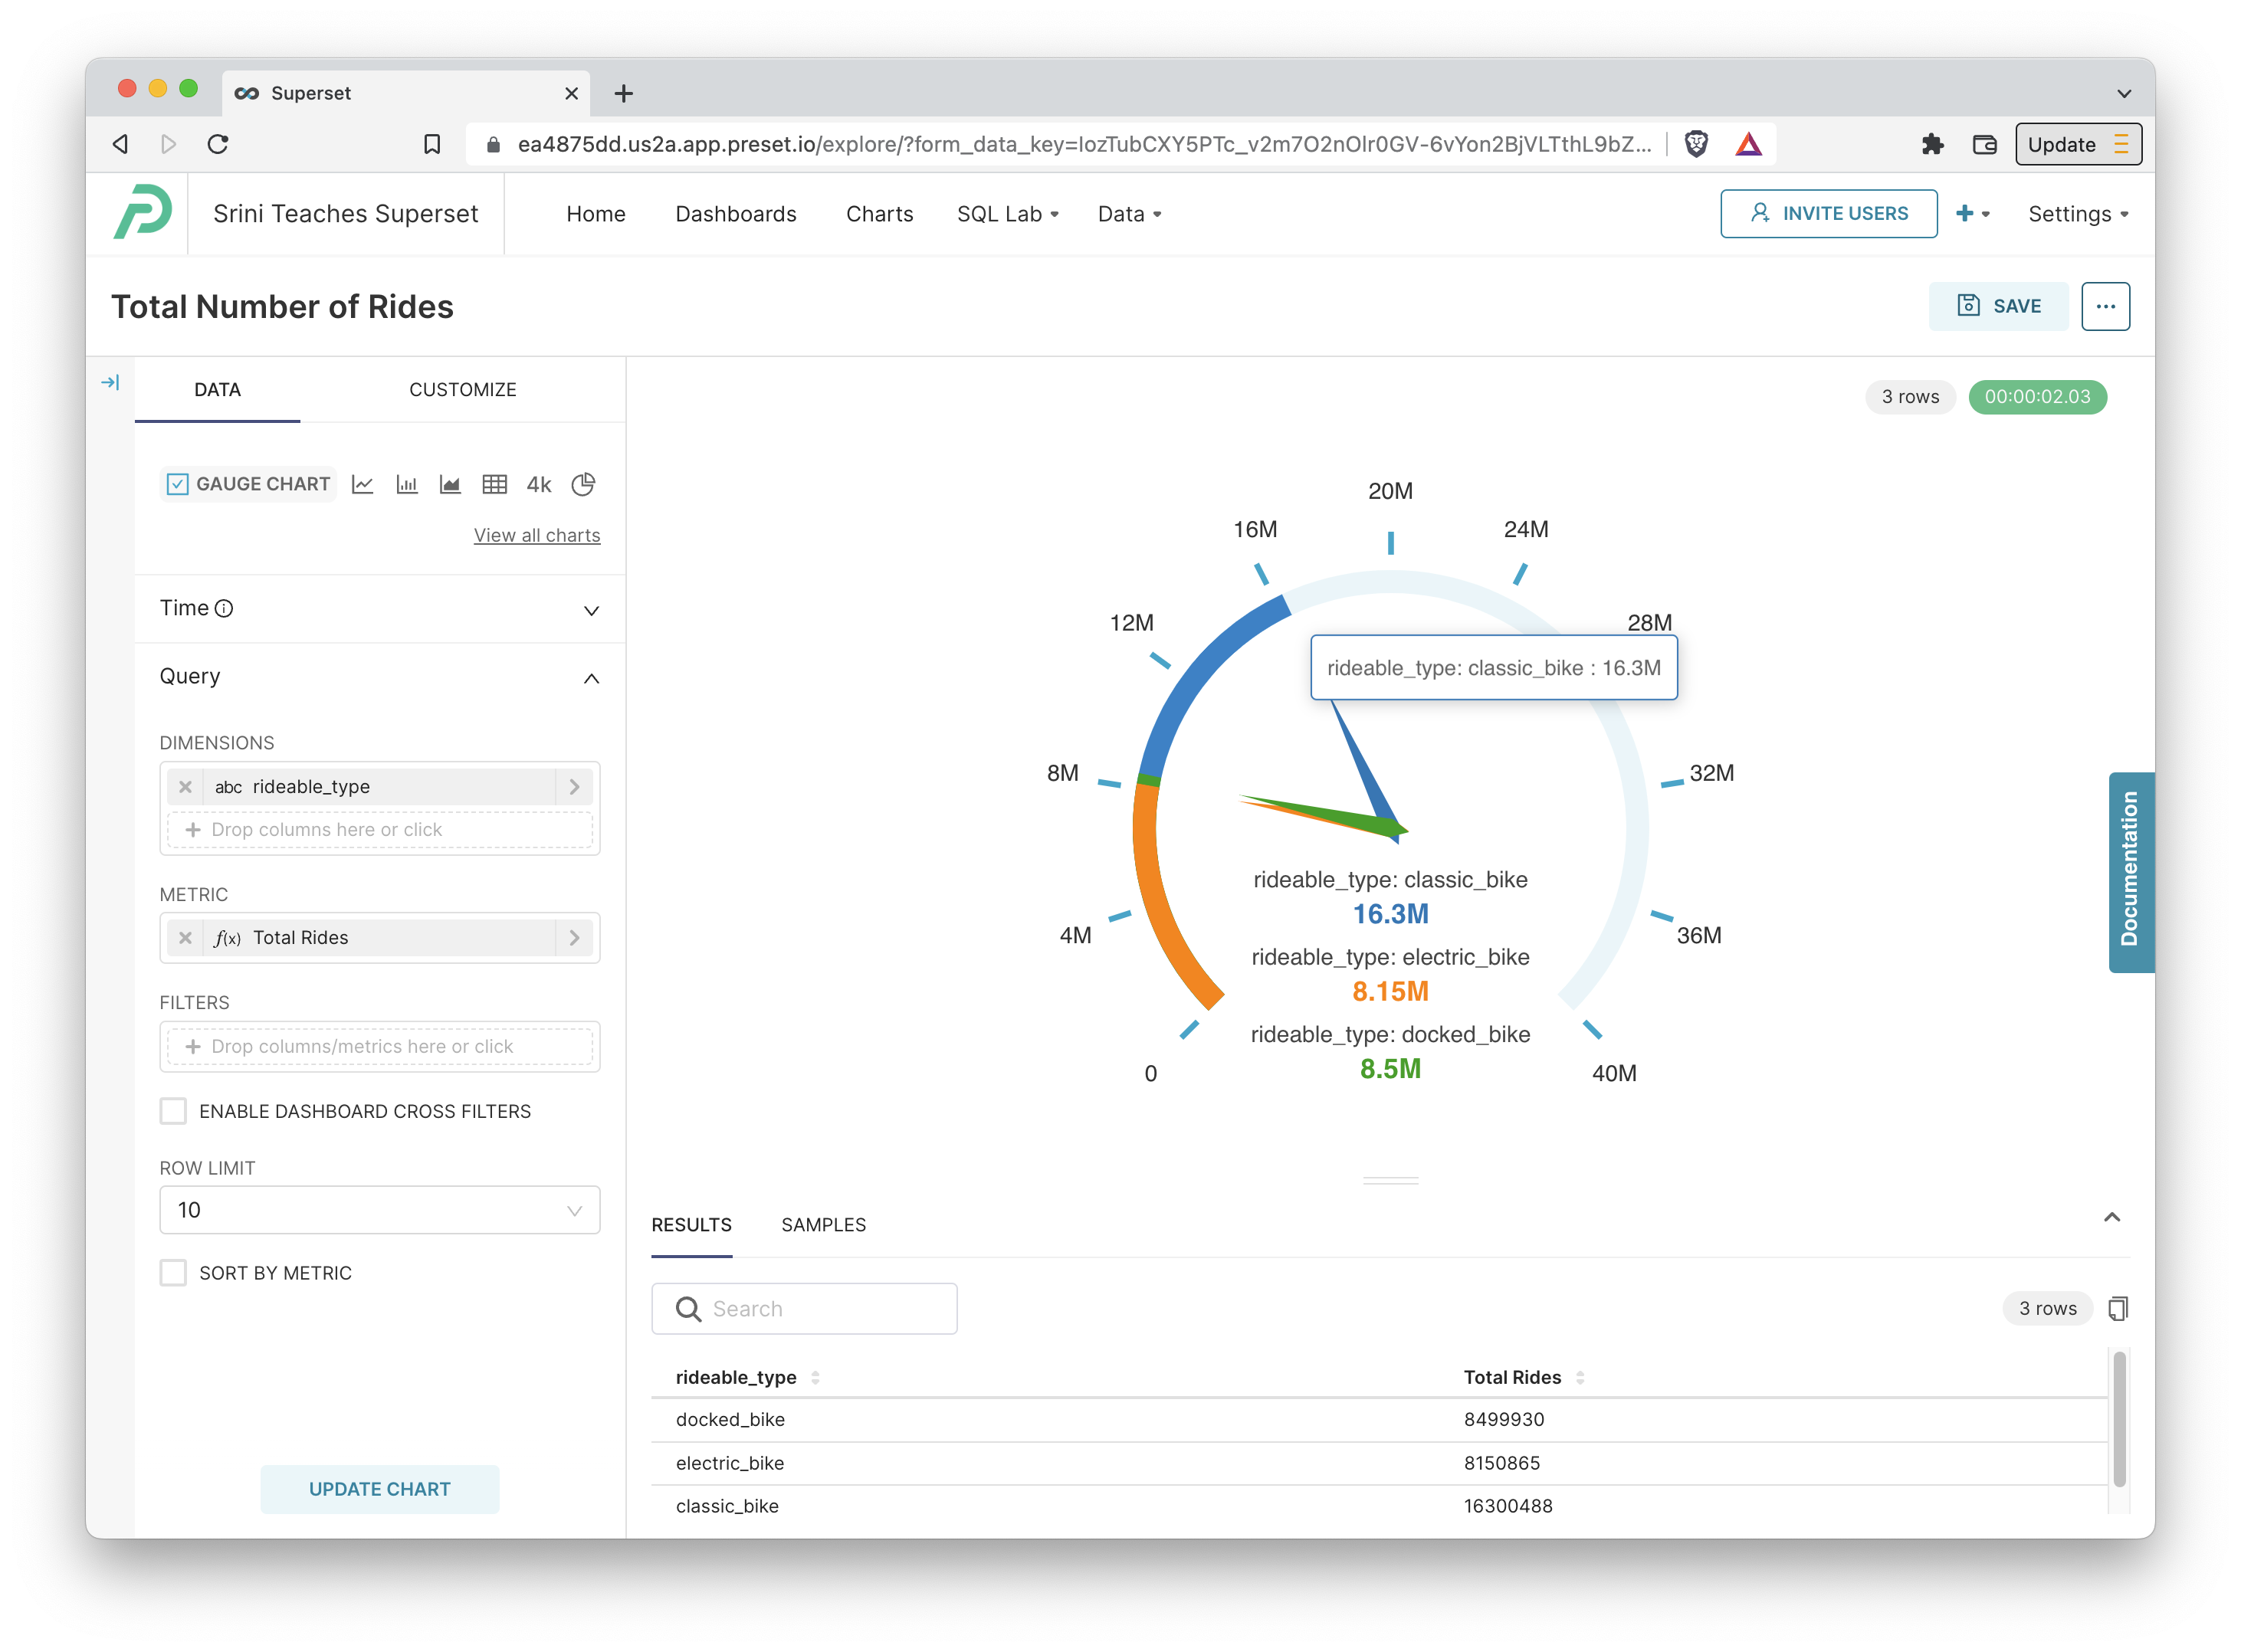 Superset
ea4875dd.us2a.app.preset.io/explore/?form_data_key=IozTubCXY5PTc_v2m7O2nOlr0GV-6vYon2BjVLTthL9bZ...
Update
Srini Teaches Superset
Home
Dashboards
Charts
SQL Lab
Data
INVITE USERS
Settings
Total Number of Rides
SAVE
DATA
CUSTOMIZE
3 rows
00:00:02.03
GAUGE CHART
4k
View all charts
Time
Query
DIMENSIONS
abc rideable_type
Drop columns here or click
METRIC
f(x) Total Rides
FILTERS
Drop columns/metrics here or click
ENABLE DASHBOARD CROSS FILTERS
ROW LIMIT
10
SORT BY METRIC
UPDATE CHART
0
4M
8M
12M
16M
20M
24M
28M
32M
36M
40M
rideable_type: classic_bike : 16.3M
rideable_type: classic_bike
16.3M
rideable_type: electric_bike
8.15M
rideable_type: docked_bike
8.5M
Documentation
RESULTS
SAMPLES
Search
3 rows
rideable_type Total Rides
docked_bike 8499930
electric_bike 8150865
classic_bike 16300488